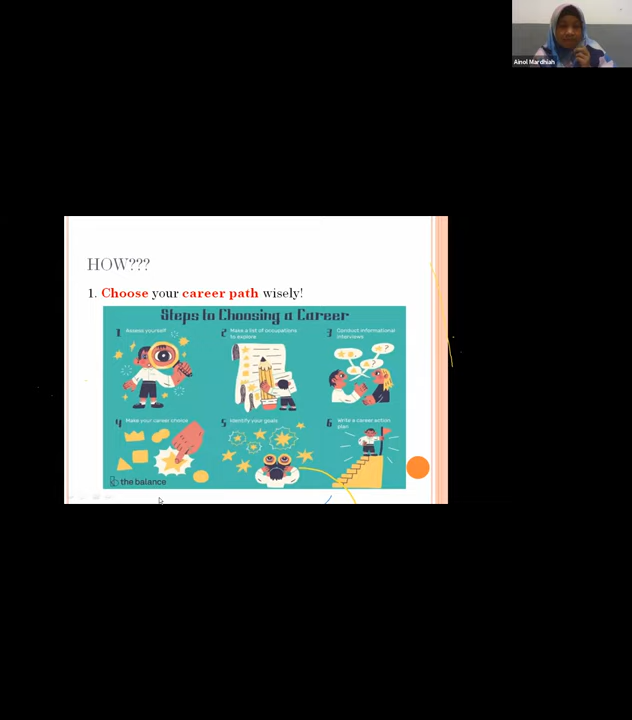 Ainol Mardhiah
HOW???
1. Choose your career path wisely!
Steps to Choosing a Career
1 Assess yourself
2 Make a list of occupations
to explore
3 Conduct informational
interviews
4 Make your career choice
5 Identify your goals
6 Write a career action
plan
the balance